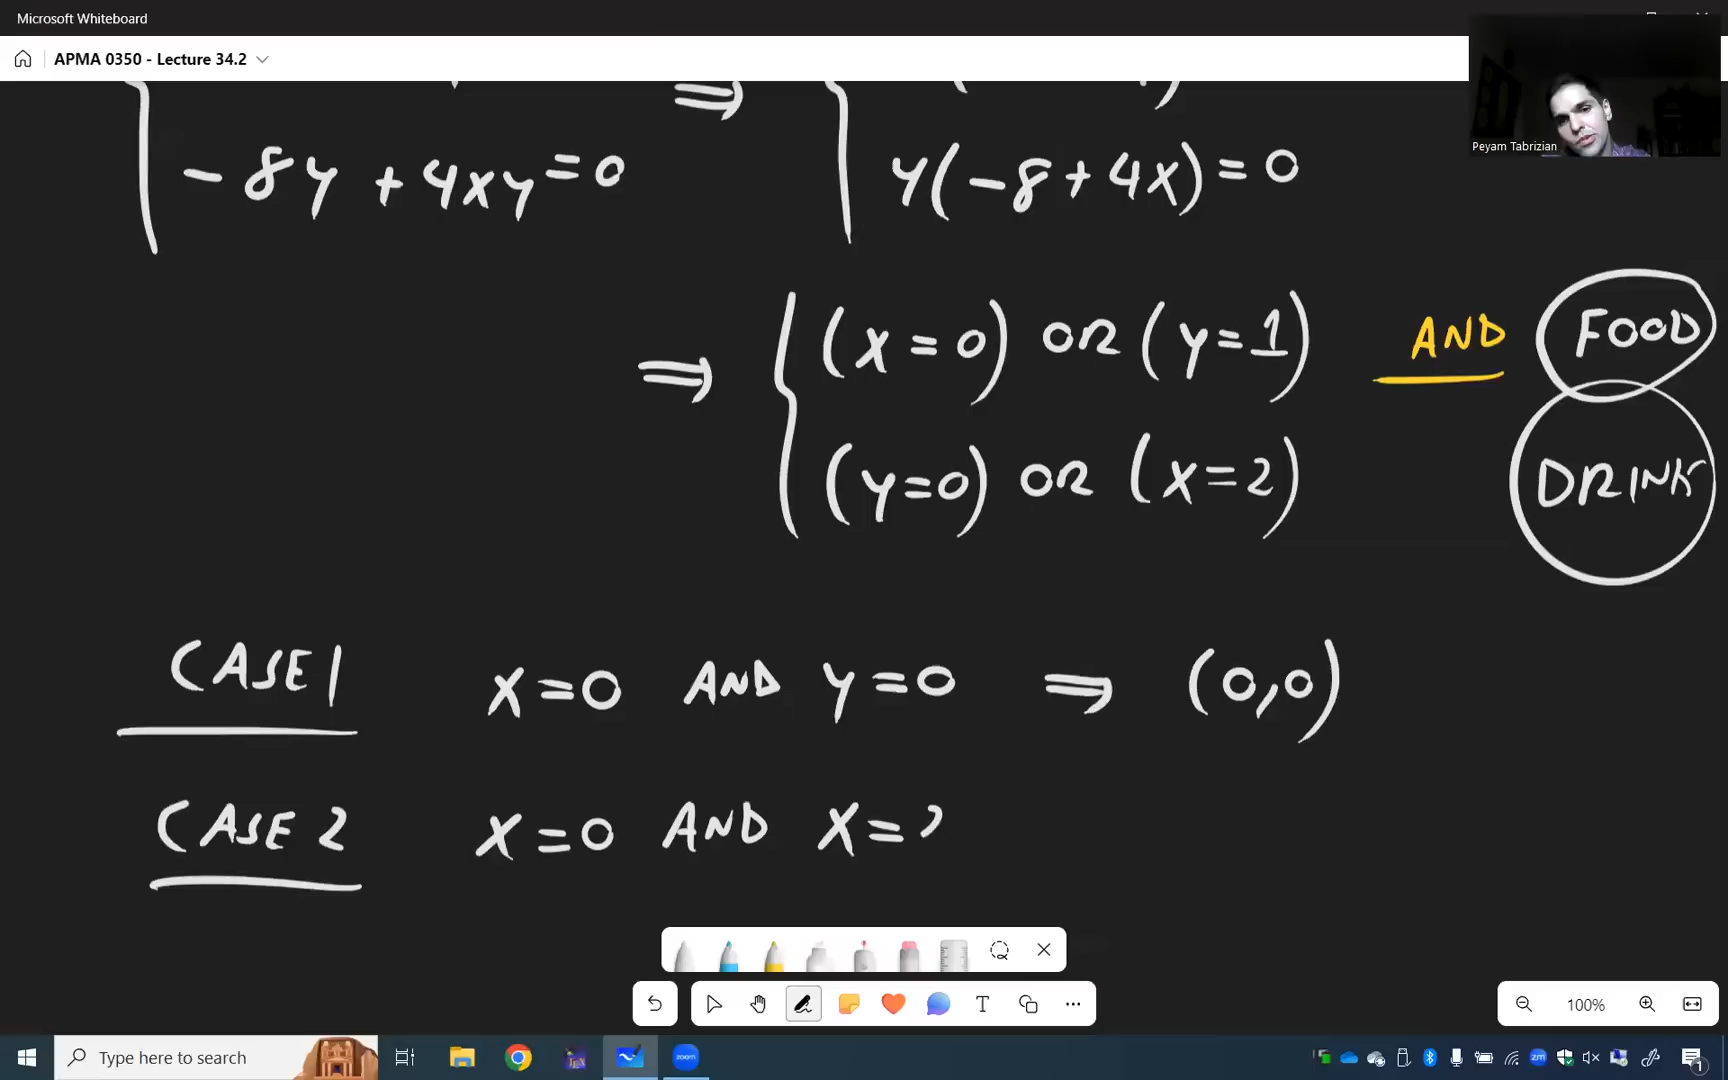 Microsoft Whiteboard
APMA 0350 - Lecture 34.2
Peyam Tabrizian
- 8y + 4xy = 0
⇒
y(-8+4x) = 0
⇒ (x = 0) OR (y = 1) AND FOOD
(y=0) OR (x=2) DRINK
CASE 1 x=0 AND y=0 ⇒ (0,0)
CASE 2 x=0 AND x=
100%
Type here to search
zoom